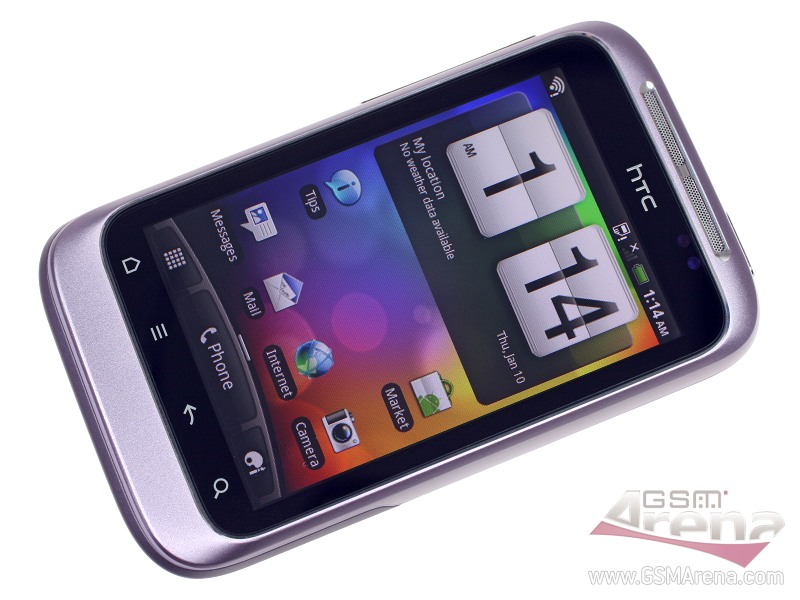 hTC
1:14 AM
AM
1
14
My location
No weather data available
Thu, Jan 10
Tips
Market
Messages
Mail
Internet
Camera
Phone
GSM
Arena
www.GSMArena.com